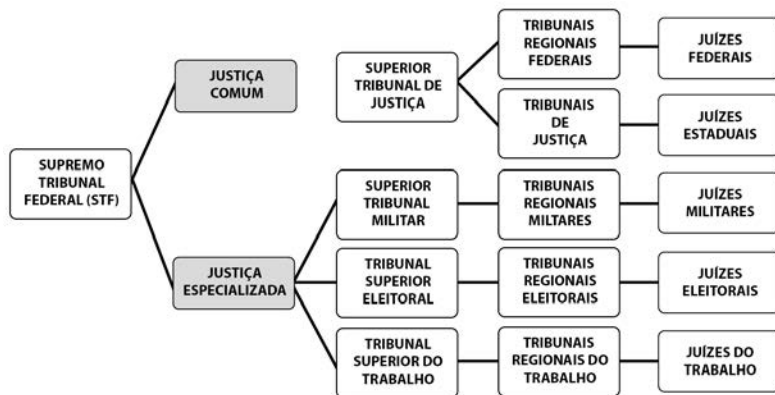 SUPREMO
TRIBUNAL
FEDERAL (STF)
JUSTIÇA
COMUM
SUPERIOR
TRIBUNAL DE
JUSTIÇA
TRIBUNAIS
REGIONAIS
FEDERAIS
JUÍZES
FEDERAIS
TRIBUNAIS
DE
JUSTIÇA
JUÍZES
ESTADUAIS
JUSTIÇA
ESPECIALIZADA
SUPERIOR
TRIBUNAL
MILITAR
TRIBUNAIS
REGIONAIS
MILTARES
JUÍZES
MILITARES
TRIBUNAL
SUPERIOR
ELEITORAL
TRIBUNAIS
REGIONAIS
ELEITORAIS
JUÍZES
ELEITORAIS
TRIBUNAL
SUPERIOR DO
TRABALHO
TRIBUNAIS
REGIONAIS DO
TRABALHO
JUÍZES DO
TRABALHO